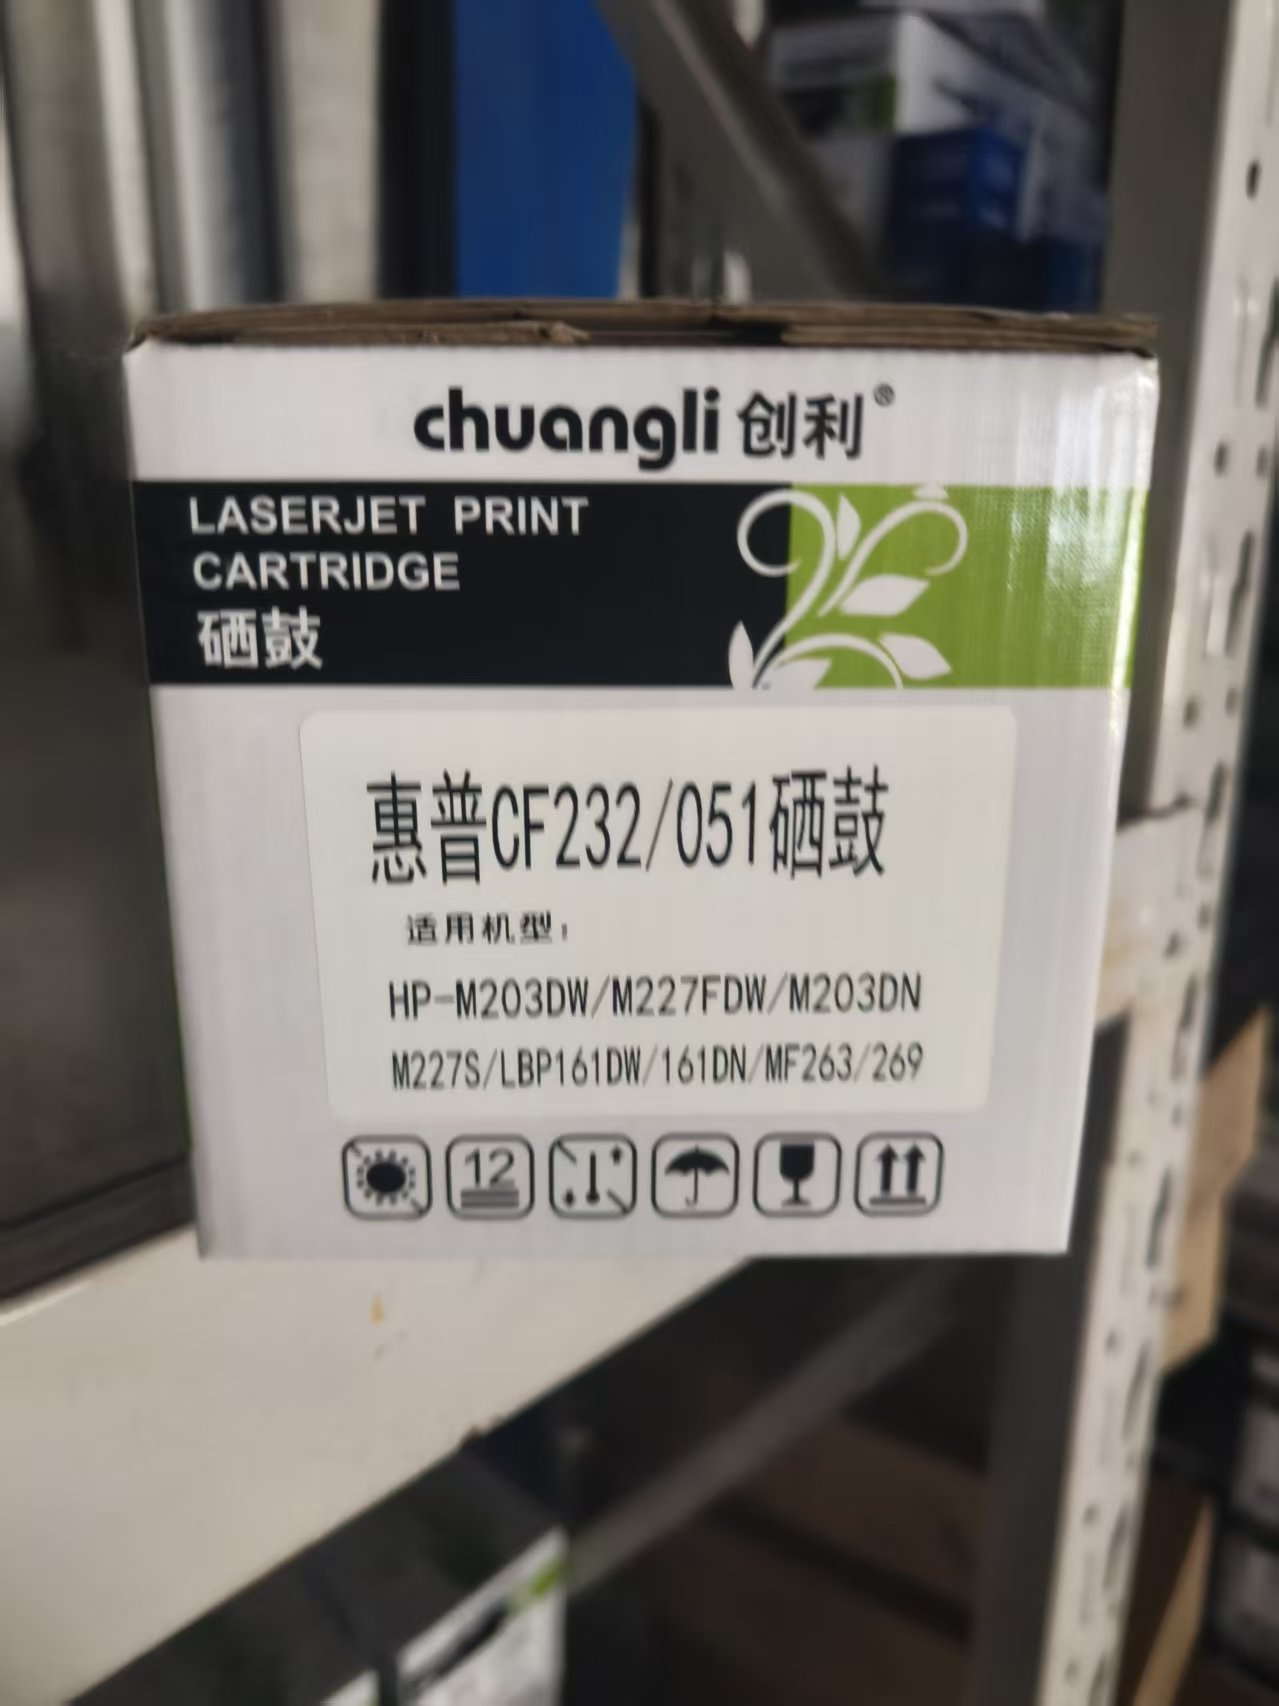 chuangli 创利®
LASERJET PRINT
CARTRIDGE
硒鼓
惠普CF232/051硒鼓
适用机型:
HP-M203DW/M227FDW/M203DN
M227S/LBP161DW/161DN/MF263/269
12